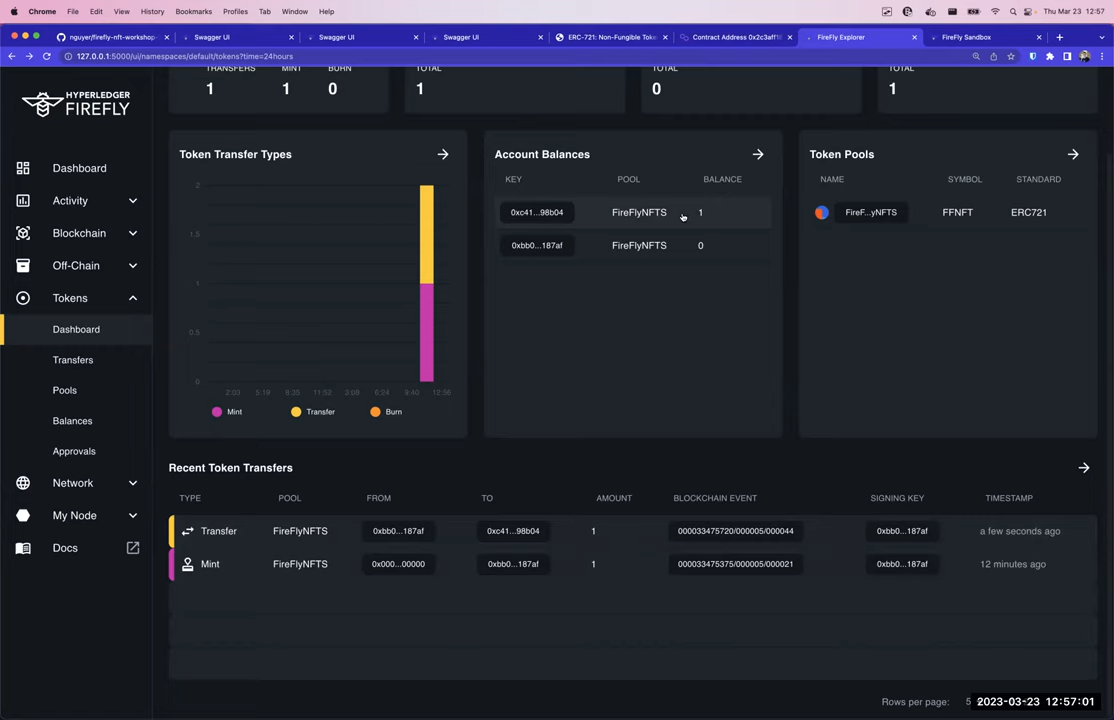 Chrome File Edit View History Bookmarks Profiles Tab Window Help Thu Mar 23 12:57
nguyer/firefly-nft-workshop- Swagger UI Swagger UI Swagger UI ERC-721: Non-Fungible Toke Contract Address 0x2c3aff1 FireFly Explorer FireFly Sandbox
127.0.0.1:5000/ui/namespaces/default/tokens?time=24hours
HYPERLEDGER
FIREFLY
Dashboard
Activity
Blockchain
Off-Chain
Tokens
Dashboard
Transfers
Pools
Balances
Approvals
Network
My Node
Docs
TRANSFERS MINT BURN TOTAL TOTAL TOTAL
1 1 0 1 0 1
Token Transfer Types
2
1.5
1
0.5
0
2:03 5:19 8:35 11:52 3:08 6:24 9:40 12:56
Mint Transfer Burn
Account Balances
KEY POOL BALANCE
0xc41...98b04 FireFlyNFTS 1
0xbb0...187af FireFlyNFTS 0
Token Pools
NAME SYMBOL STANDARD
FireF...yNFTS FFNFT ERC721
Recent Token Transfers
TYPE POOL FROM TO AMOUNT BLOCKCHAIN EVENT SIGNING KEY TIMESTAMP
Transfer FireFlyNFTS 0xbb0...187af 0xc41...98b04 1 000033475720/000005/000044 0xbb0...187af a few seconds ago
Mint FireFlyNFTS 0x000...00000 0xbb0...187af 1 000033475375/000005/000021 0xbb0...187af 12 minutes ago
Rows per page: 5
2023-03-23 12:57:01